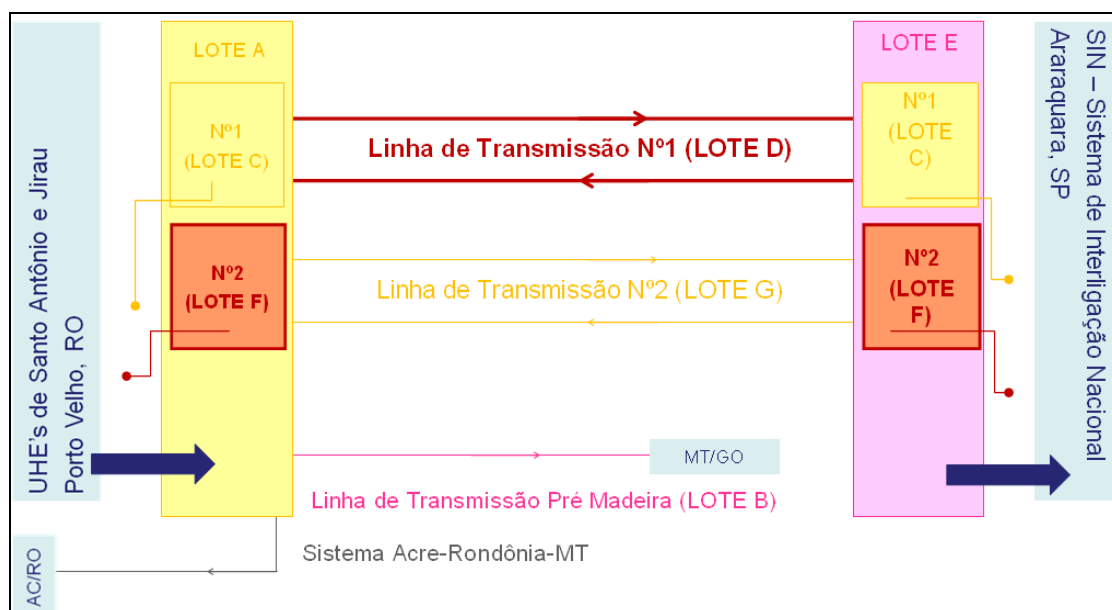 UHE's de Santo Antônio e Jirau
Porto Velho, RO
LOTE A
Nº1
(LOTE C)
Nº2
(LOTE F)
Linha de Transmissão Nº1 (LOTE D)
Linha de Transmissão Nº2 (LOTE G)
MT/GO
Linha de Transmissão Pré Madeira (LOTE B)
Sistema Acre-Rondônia-MT
AC/RO
LOTE E
Nº1
(LOTE
C)
Nº2
(LOTE
F)
SIN – Sistema de Interligação Nacional
Araraquara, SP